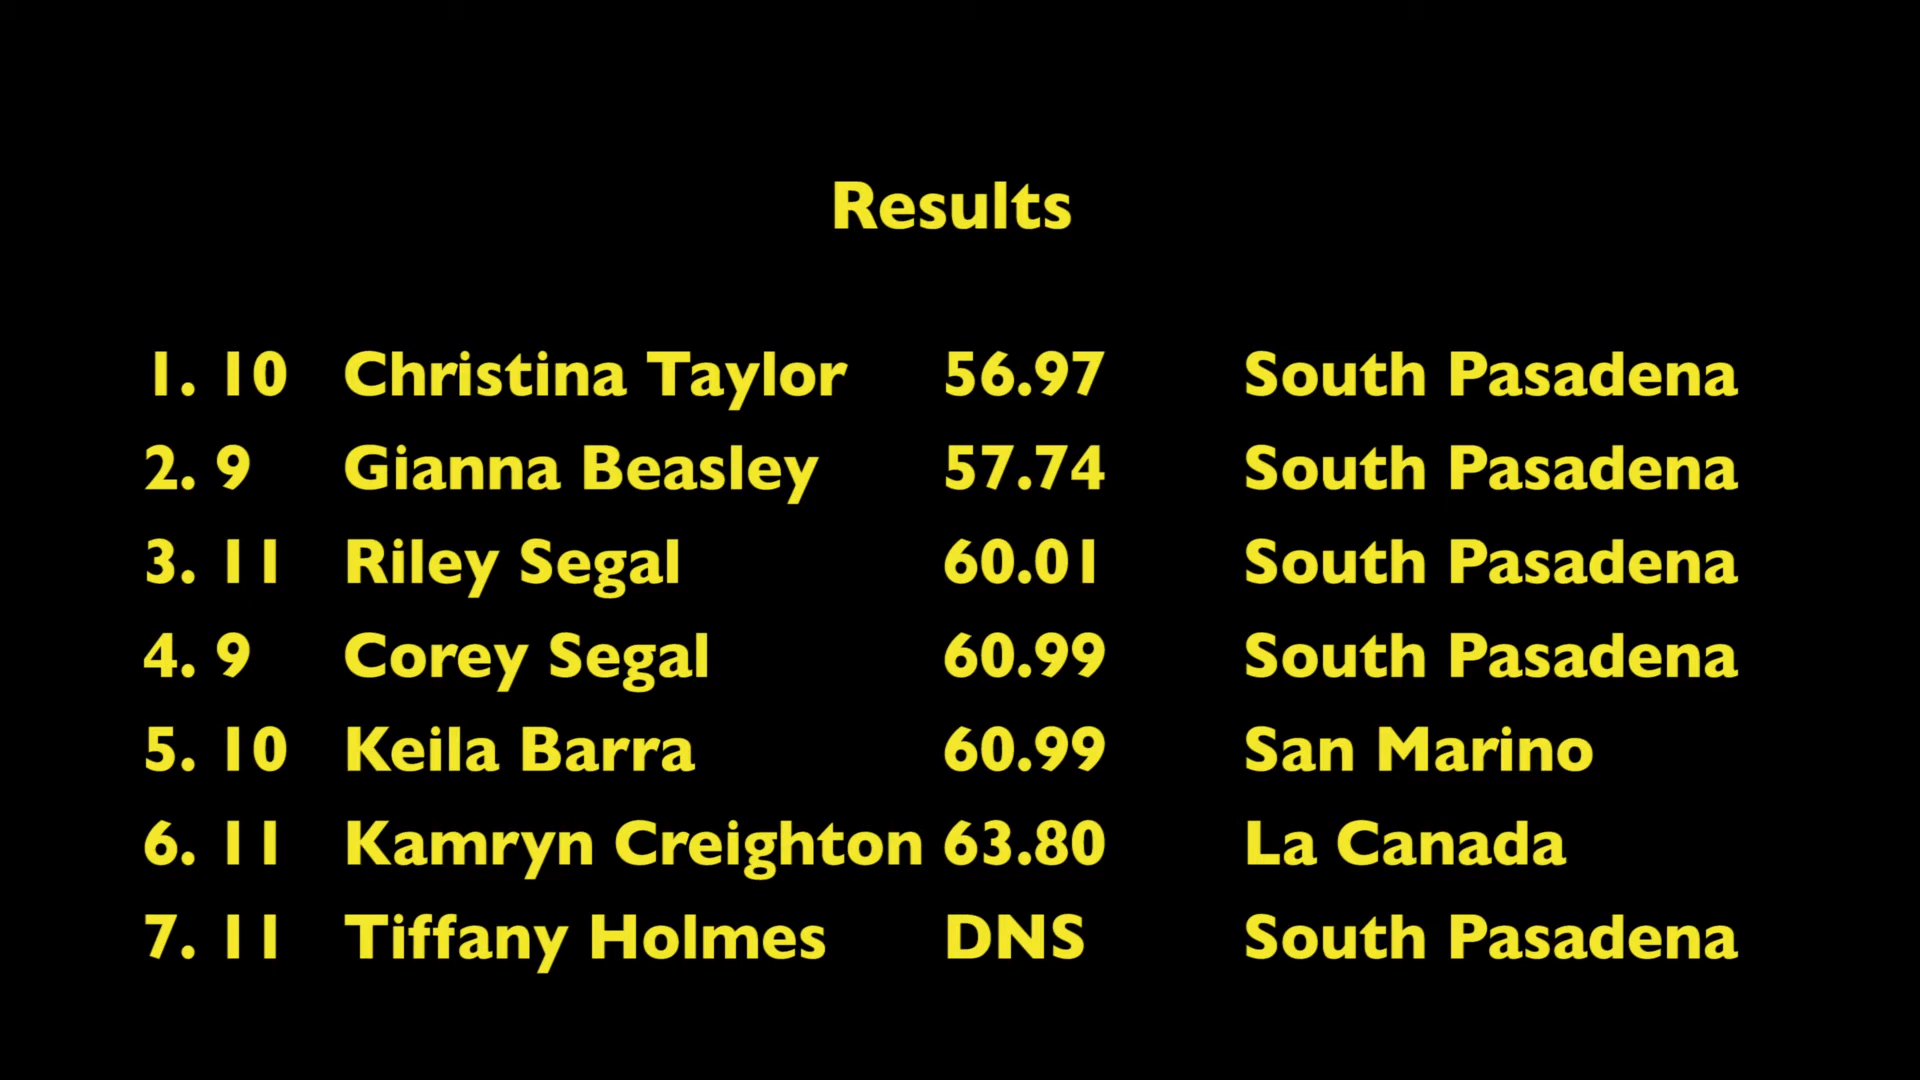 Results
1. 10 Christina Taylor 56.97 South Pasadena
2. 9 Gianna Beasley 57.74 South Pasadena
3. 11 Riley Segal 60.01 South Pasadena
4. 9 Corey Segal 60.99 South Pasadena
5. 10 Keila Barra 60.99 San Marino
6. 11 Kamryn Creighton 63.80 La Canada
7. 11 Tiffany Holmes DNS South Pasadena